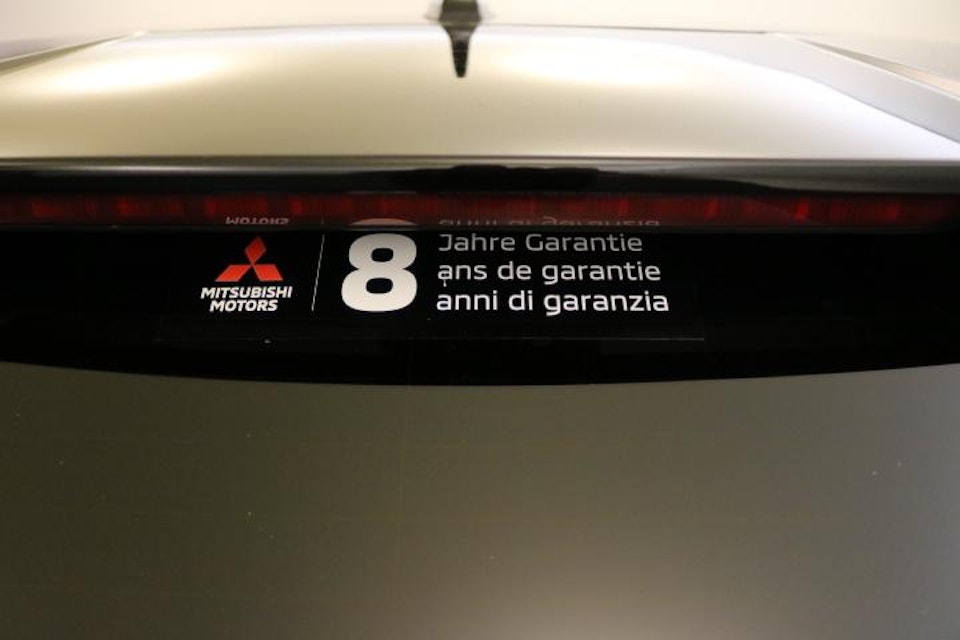 MITSUBISHI
MOTORS
8
Jahre Garantie
ans de garantie
anni di garanzia